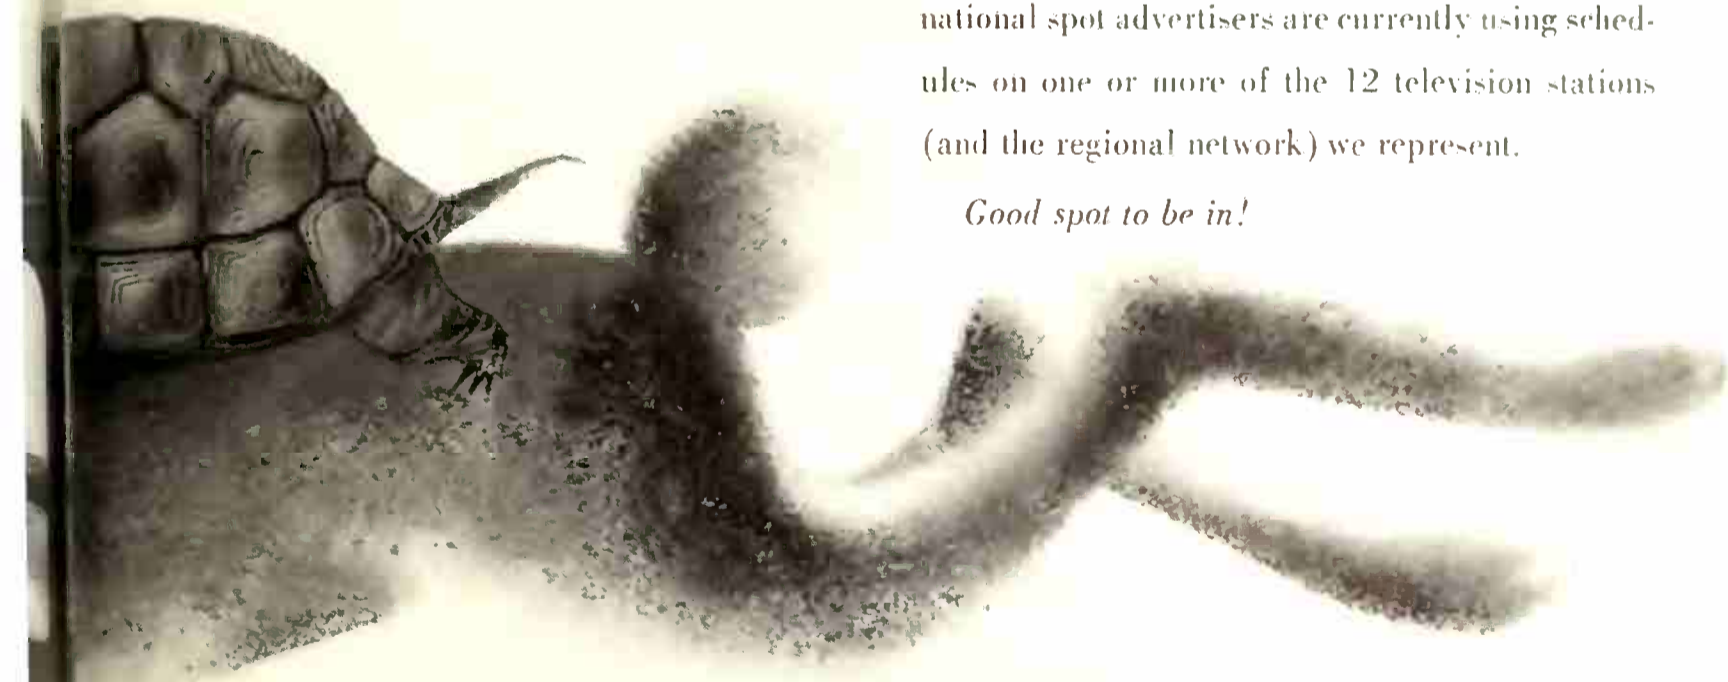 national spot advertisers are currently using sched-
ules on one or more of the 12 television stations
(and the regional network) we represent.
Good spot to be in!